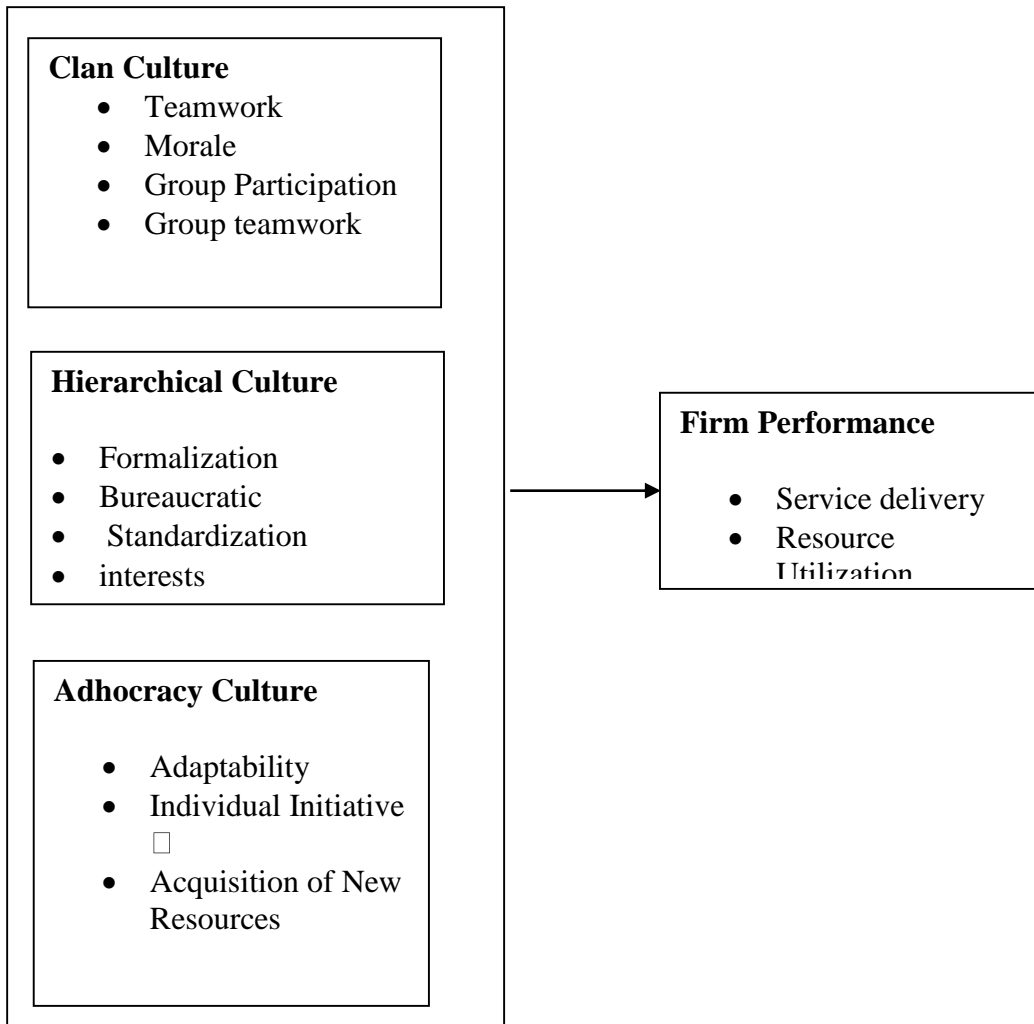 Clan Culture
• Teamwork
• Morale
• Group Participation
• Group teamwork
Hierarchical Culture
• Formalization
• Bureaucratic
• Standardization
• interests
Firm Performance
• Service delivery
• Resource
Utilization
Adhocracy Culture
• Adaptability
• Individual Initiative
• Acquisition of New
Resources